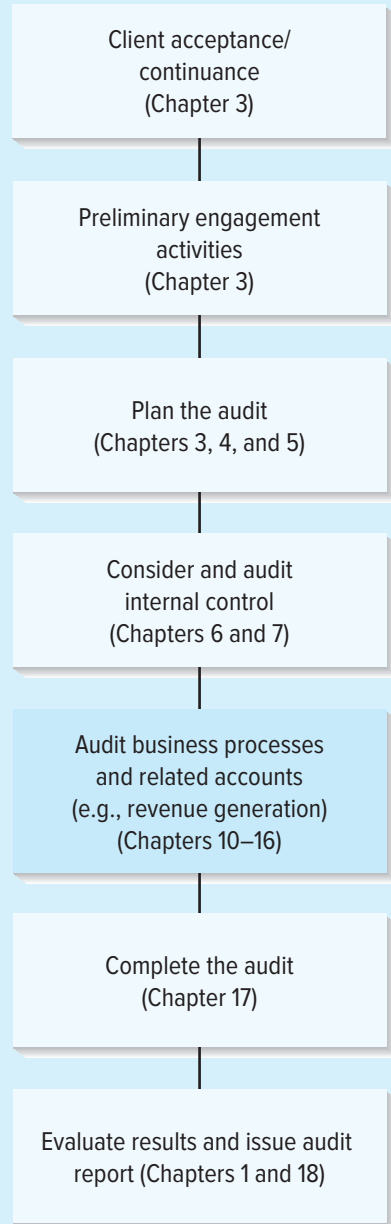 Client acceptance/
continuance
(Chapter 3)
Preliminary engagement
activities
(Chapter 3)
Plan the audit
(Chapters 3, 4, and 5)
Consider and audit
internal control
(Chapters 6 and 7)
Audit business processes
and related accounts
(e.g., revenue generation)
(Chapters 10–16)
Complete the audit
(Chapter 17)
Evaluate results and issue audit
report (Chapters 1 and 18)